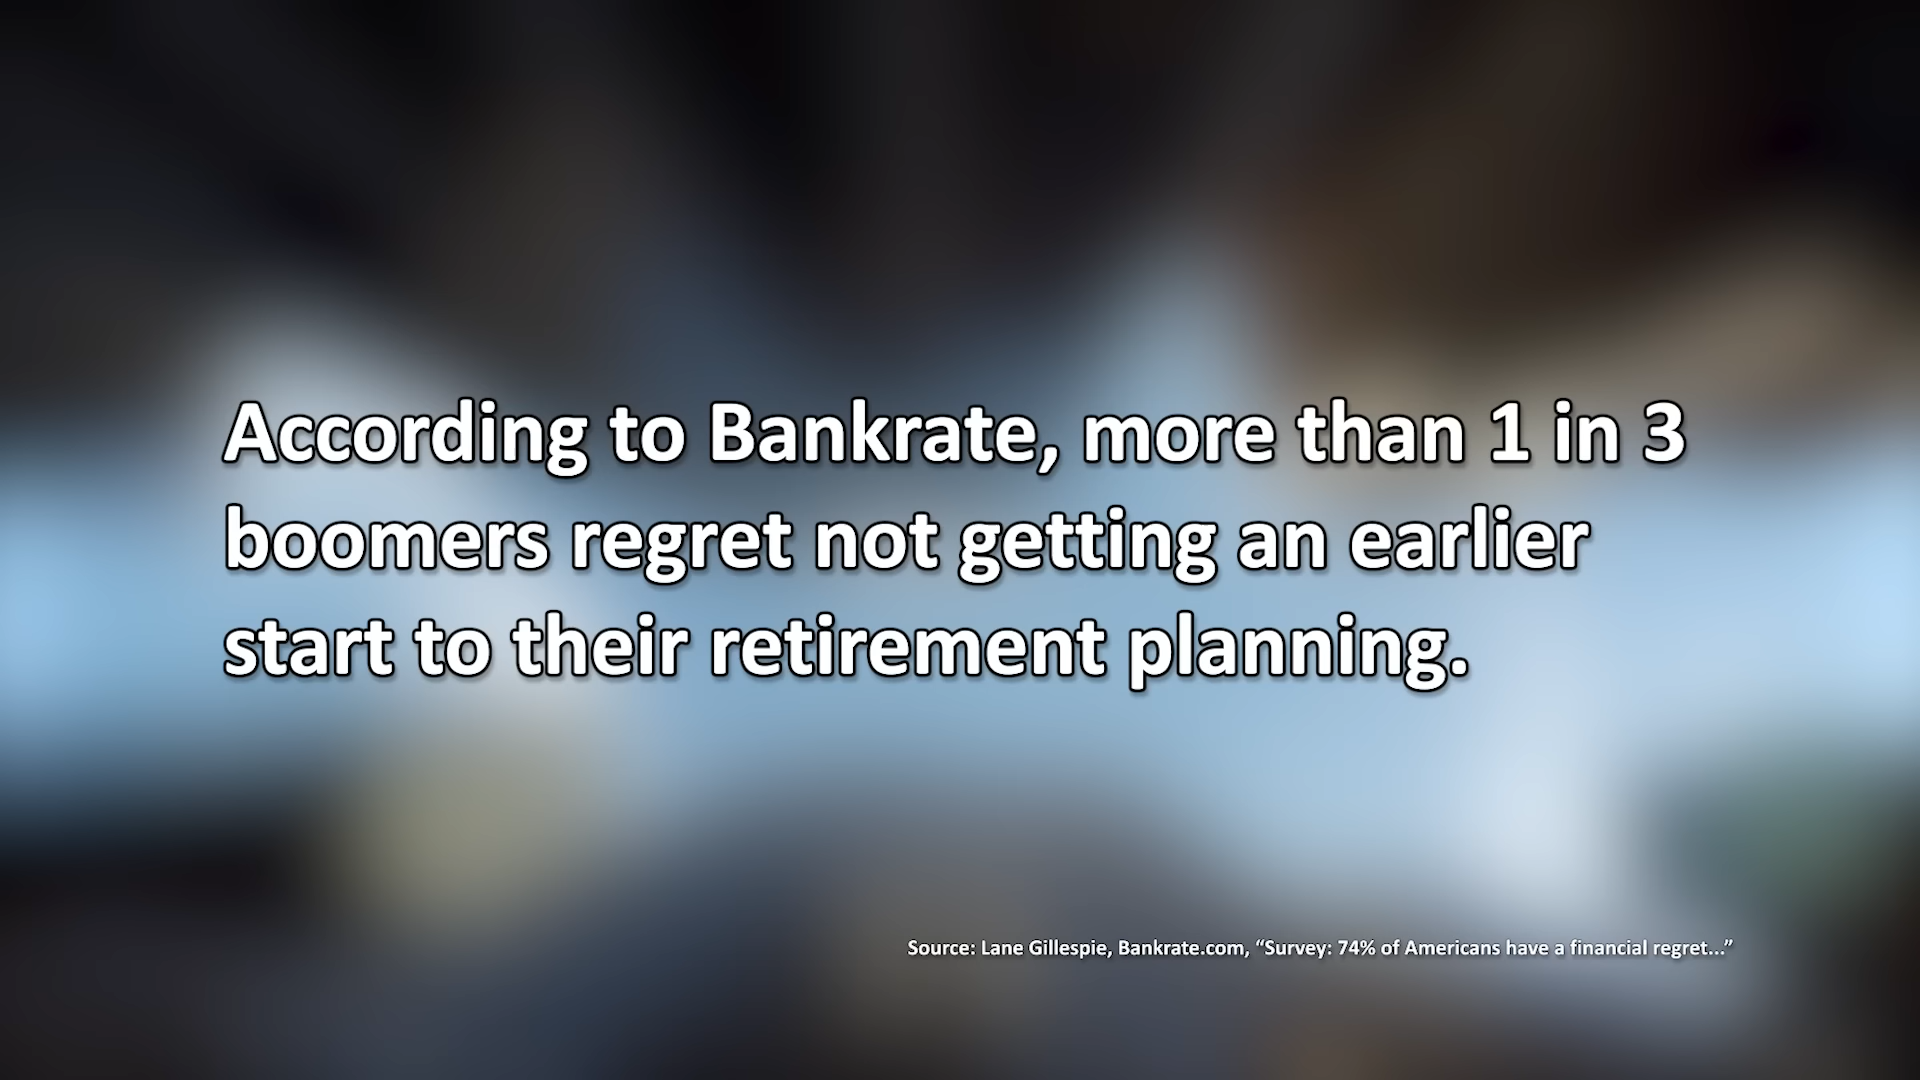 According to Bankrate, more than 1 in 3
boomers regret not getting an earlier
start to their retirement planning.
Source: Lane Gillespie, Bankrate.com, “Survey: 74% of Americans have a financial regret...”